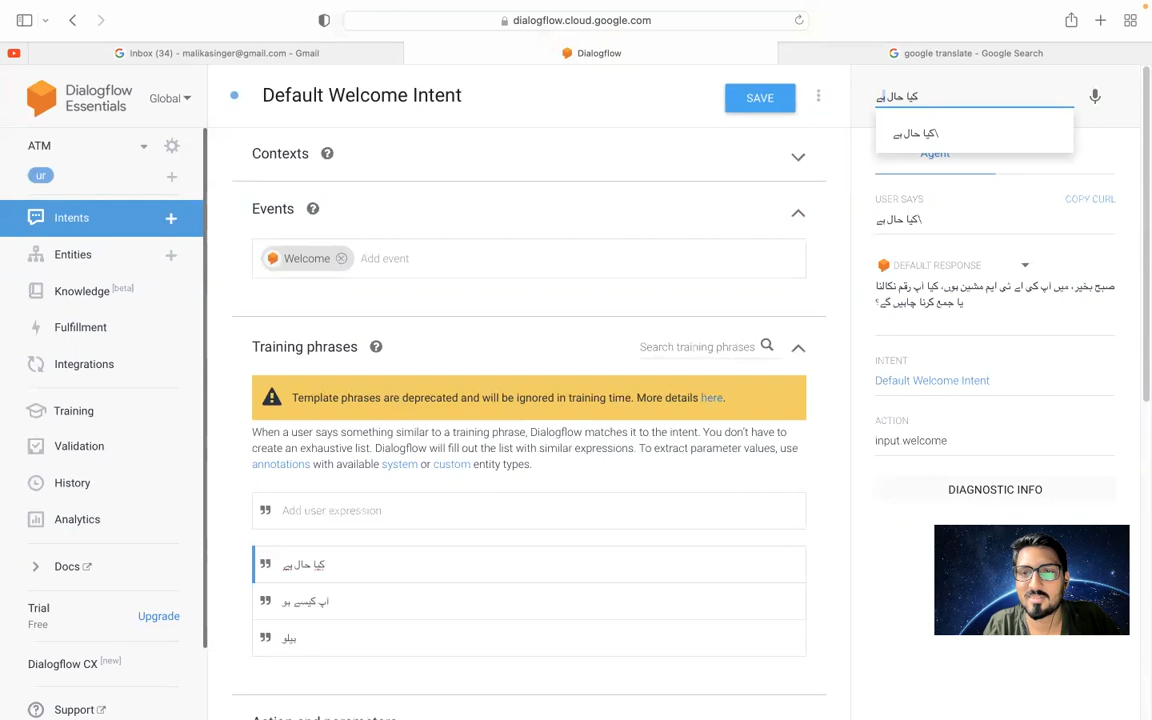 dialogflow.cloud.google.com
Inbox (34) - malikasinger@gmail.com - Gmail
Dialogflow
google translate - Google Search
Dialogflow
Essentials
Global
ATM
ur
Intents
Entities
Knowledge [beta]
Fulfillment
Integrations
Training
Validation
History
Analytics
Docs
Trial
Free
Upgrade
Dialogflow CX [new]
Support
Default Welcome Intent
SAVE
Contexts
Events
Welcome
Add event
Training phrases
Search training phrases
Template phrases are deprecated and will be ignored in training time. More details here.
When a user says something similar to a training phrase, Dialogflow matches it to the intent. You don't have to
create an exhaustive list. Dialogflow will fill out the list with similar expressions. To extract parameter values, use
annotations with available system or custom entity types.
Add user expression
کیا حال ہے
آپ کیسے ہو
ہیلو
Action and parameters
کیا حال ہے
\کیا حال ہے
Agent
USER SAYS
COPY CURL
\کیا حال ہے
DEFAULT RESPONSE
صبح بخیر، میں آپ کی اے ٹی ایم مشین ہوں، کیا آپ رقم نکالنا
یا جمع کرنا چاہیں گے؟
INTENT
Default Welcome Intent
ACTION
input welcome
DIAGNOSTIC INFO